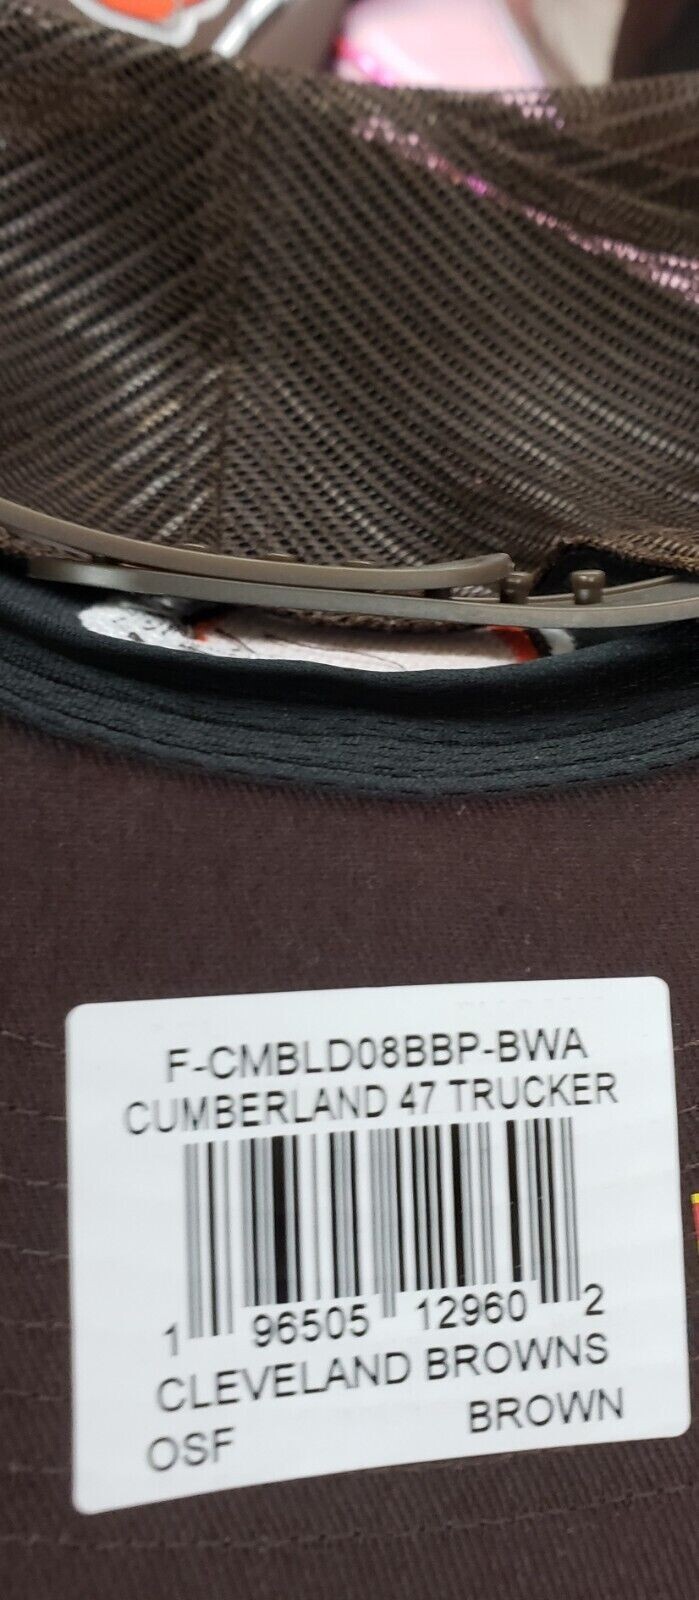 F-CMBLD08BBP-BWA
CUMBERLAND 47 TRUCKER
1 96505 12960 2
CLEVELAND BROWNS
OSF BROWN